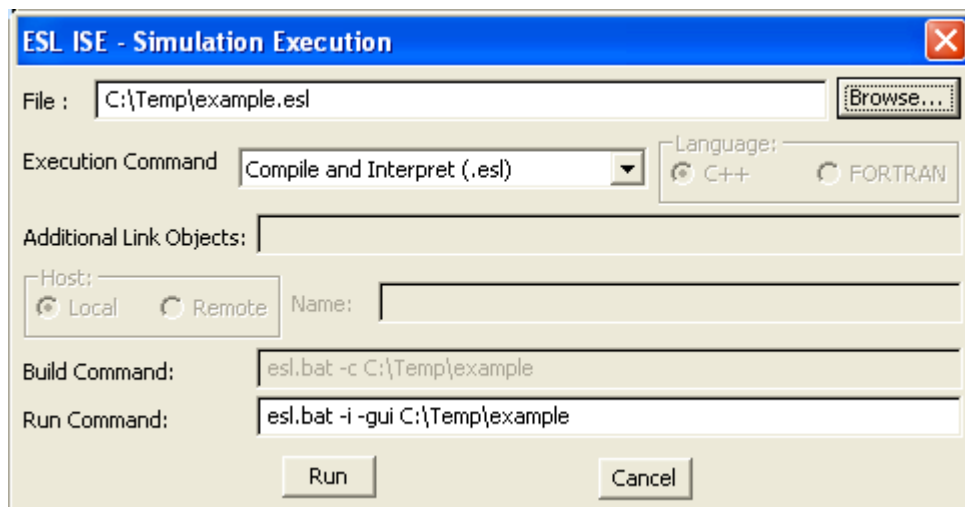 ESL ISE - Simulation Execution
File : C:\Temp\example.esl Browse...
Execution Command Compile and Interpret (.esl) Language: C++ FORTRAN
Additional Link Objects:
Host: Local Remote Name:
Build Command: esl.bat -c C:\Temp\example
Run Command: esl.bat -i -gui C:\Temp\example
Run Cancel